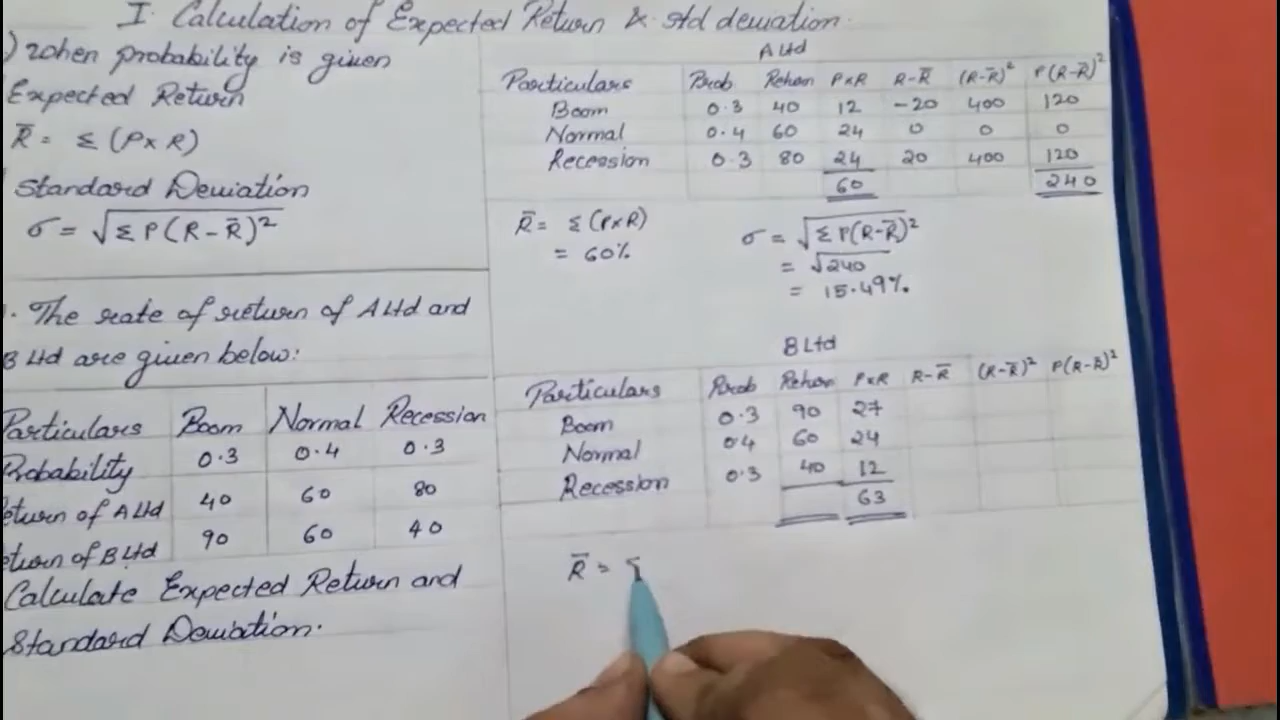 I. Calculation of Expected Return & Std deviation.
) When probability is given
Expected Return
R̄ = Σ (P×R)
Standard Deviation
σ = √ΣP(R-R̄)²
. The rate of return of A Ltd and
B Ltd are given below:
Particulars Boom Normal Recession
Probability 0.3 0.4 0.3
eturn of A Ltd 40 60 80
eturn of B Ltd 90 60 40
Calculate Expected Return and
Standard Deviation.
A Ltd
Particulars Prob Return P×R R-R̄ (R-R̄)² P(R-R̄)²
Boom 0.3 40 12 -20 400 120
Normal 0.4 60 24 0 0 0
Recession 0.3 80 24 20 400 120
60 240
R̄ = Σ (P×R)
= 60%
σ = √ΣP(R-R̄)²
= √240
= 15.49%
B Ltd
Particulars Prob Return P×R R-R̄ (R-R̄)² P(R-R̄)²
Boom 0.3 90 27
Normal 0.4 60 24
Recession 0.3 40 12
63
R̄ =